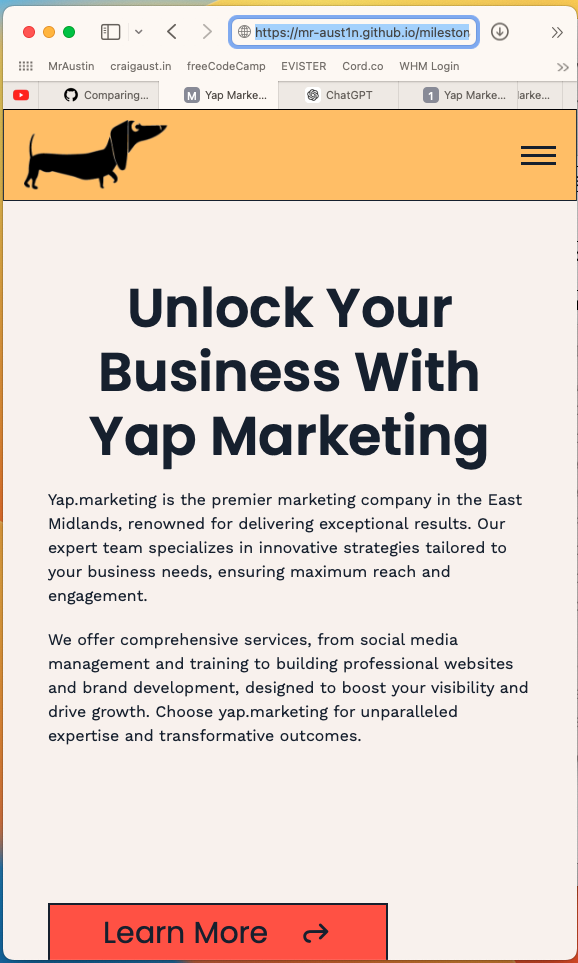 https://mr-aust1n.github.io/mileston
MrAustin craigaust.in freeCodeCamp EVISTER Cord.co WHM Login
Comparing... M Yap Marke... ChatGPT 1 Yap Marke... arke...
Unlock Your
Business With
Yap Marketing
Yap.marketing is the premier marketing company in the East
Midlands, renowned for delivering exceptional results. Our
expert team specializes in innovative strategies tailored to
your business needs, ensuring maximum reach and
engagement.
We offer comprehensive services, from social media
management and training to building professional websites
and brand development, designed to boost your visibility and
drive growth. Choose yap.marketing for unparalleled
expertise and transformative outcomes.
Learn More